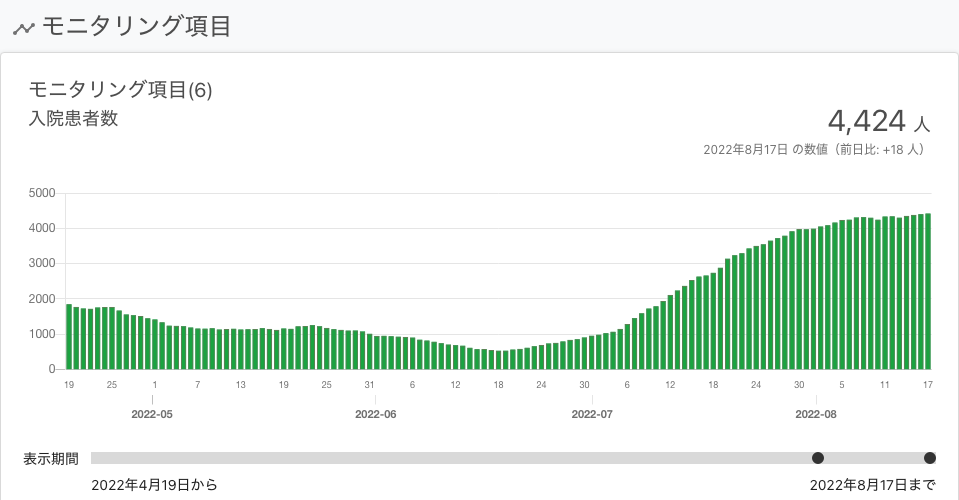 モニタリング項目
モニタリング項目(6)
入院患者数
4,424 人
2022年8月17日 の数値（前日比: +18 人）
5000
4000
3000
2000
1000
0
19 25 1 7 13 19 25 31 6 12 18 24 30 6 12 18 24 30 5 11 17
2022-05 2022-06 2022-07 2022-08
表示期間
2022年4月19日から 2022年8月17日まで